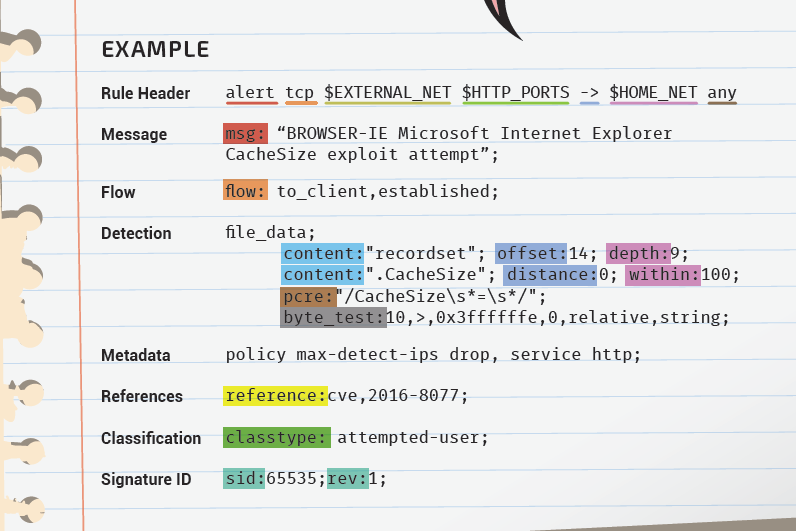 EXAMPLE
Rule Header alert tcp $EXTERNAL_NET $HTTP_PORTS -> $HOME_NET any
Message msg: “BROWSER-IE Microsoft Internet Explorer
CacheSize exploit attempt”;
Flow flow: to_client,established;
Detection file_data;
content:"recordset"; offset:14; depth:9;
content:".CacheSize"; distance:0; within:100;
pcre:"/CacheSize\s*=\s*/";
byte_test:10,>,0x3ffffffe,0,relative,string;
Metadata policy max-detect-ips drop, service http;
References reference:cve,2016-8077;
Classification classtype: attempted-user;
Signature ID sid:65535;rev:1;